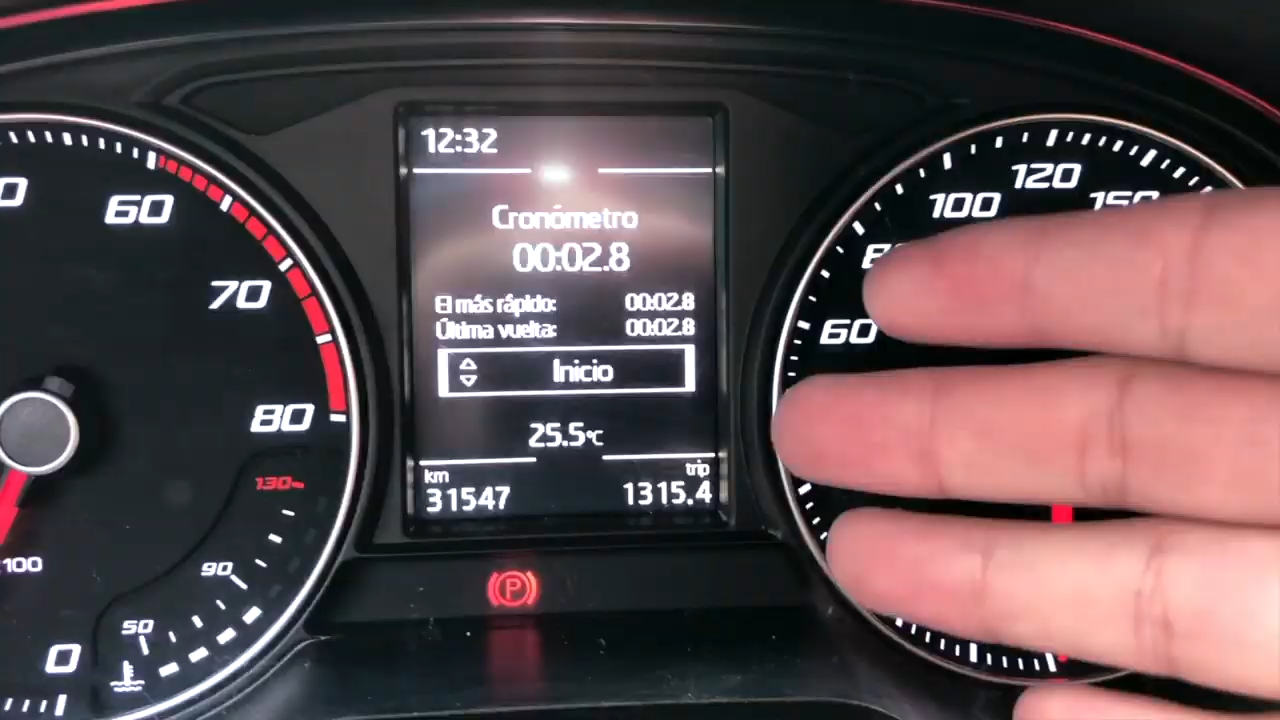 60
70
80
130
90
50
100
0
12:32
Cronómetro
00:02.8
El más rápido: 00:02.8
Última vuelta: 00:02.8
Inicio
25.5°C
km
31547
trip
1315.4
P
60
100
120